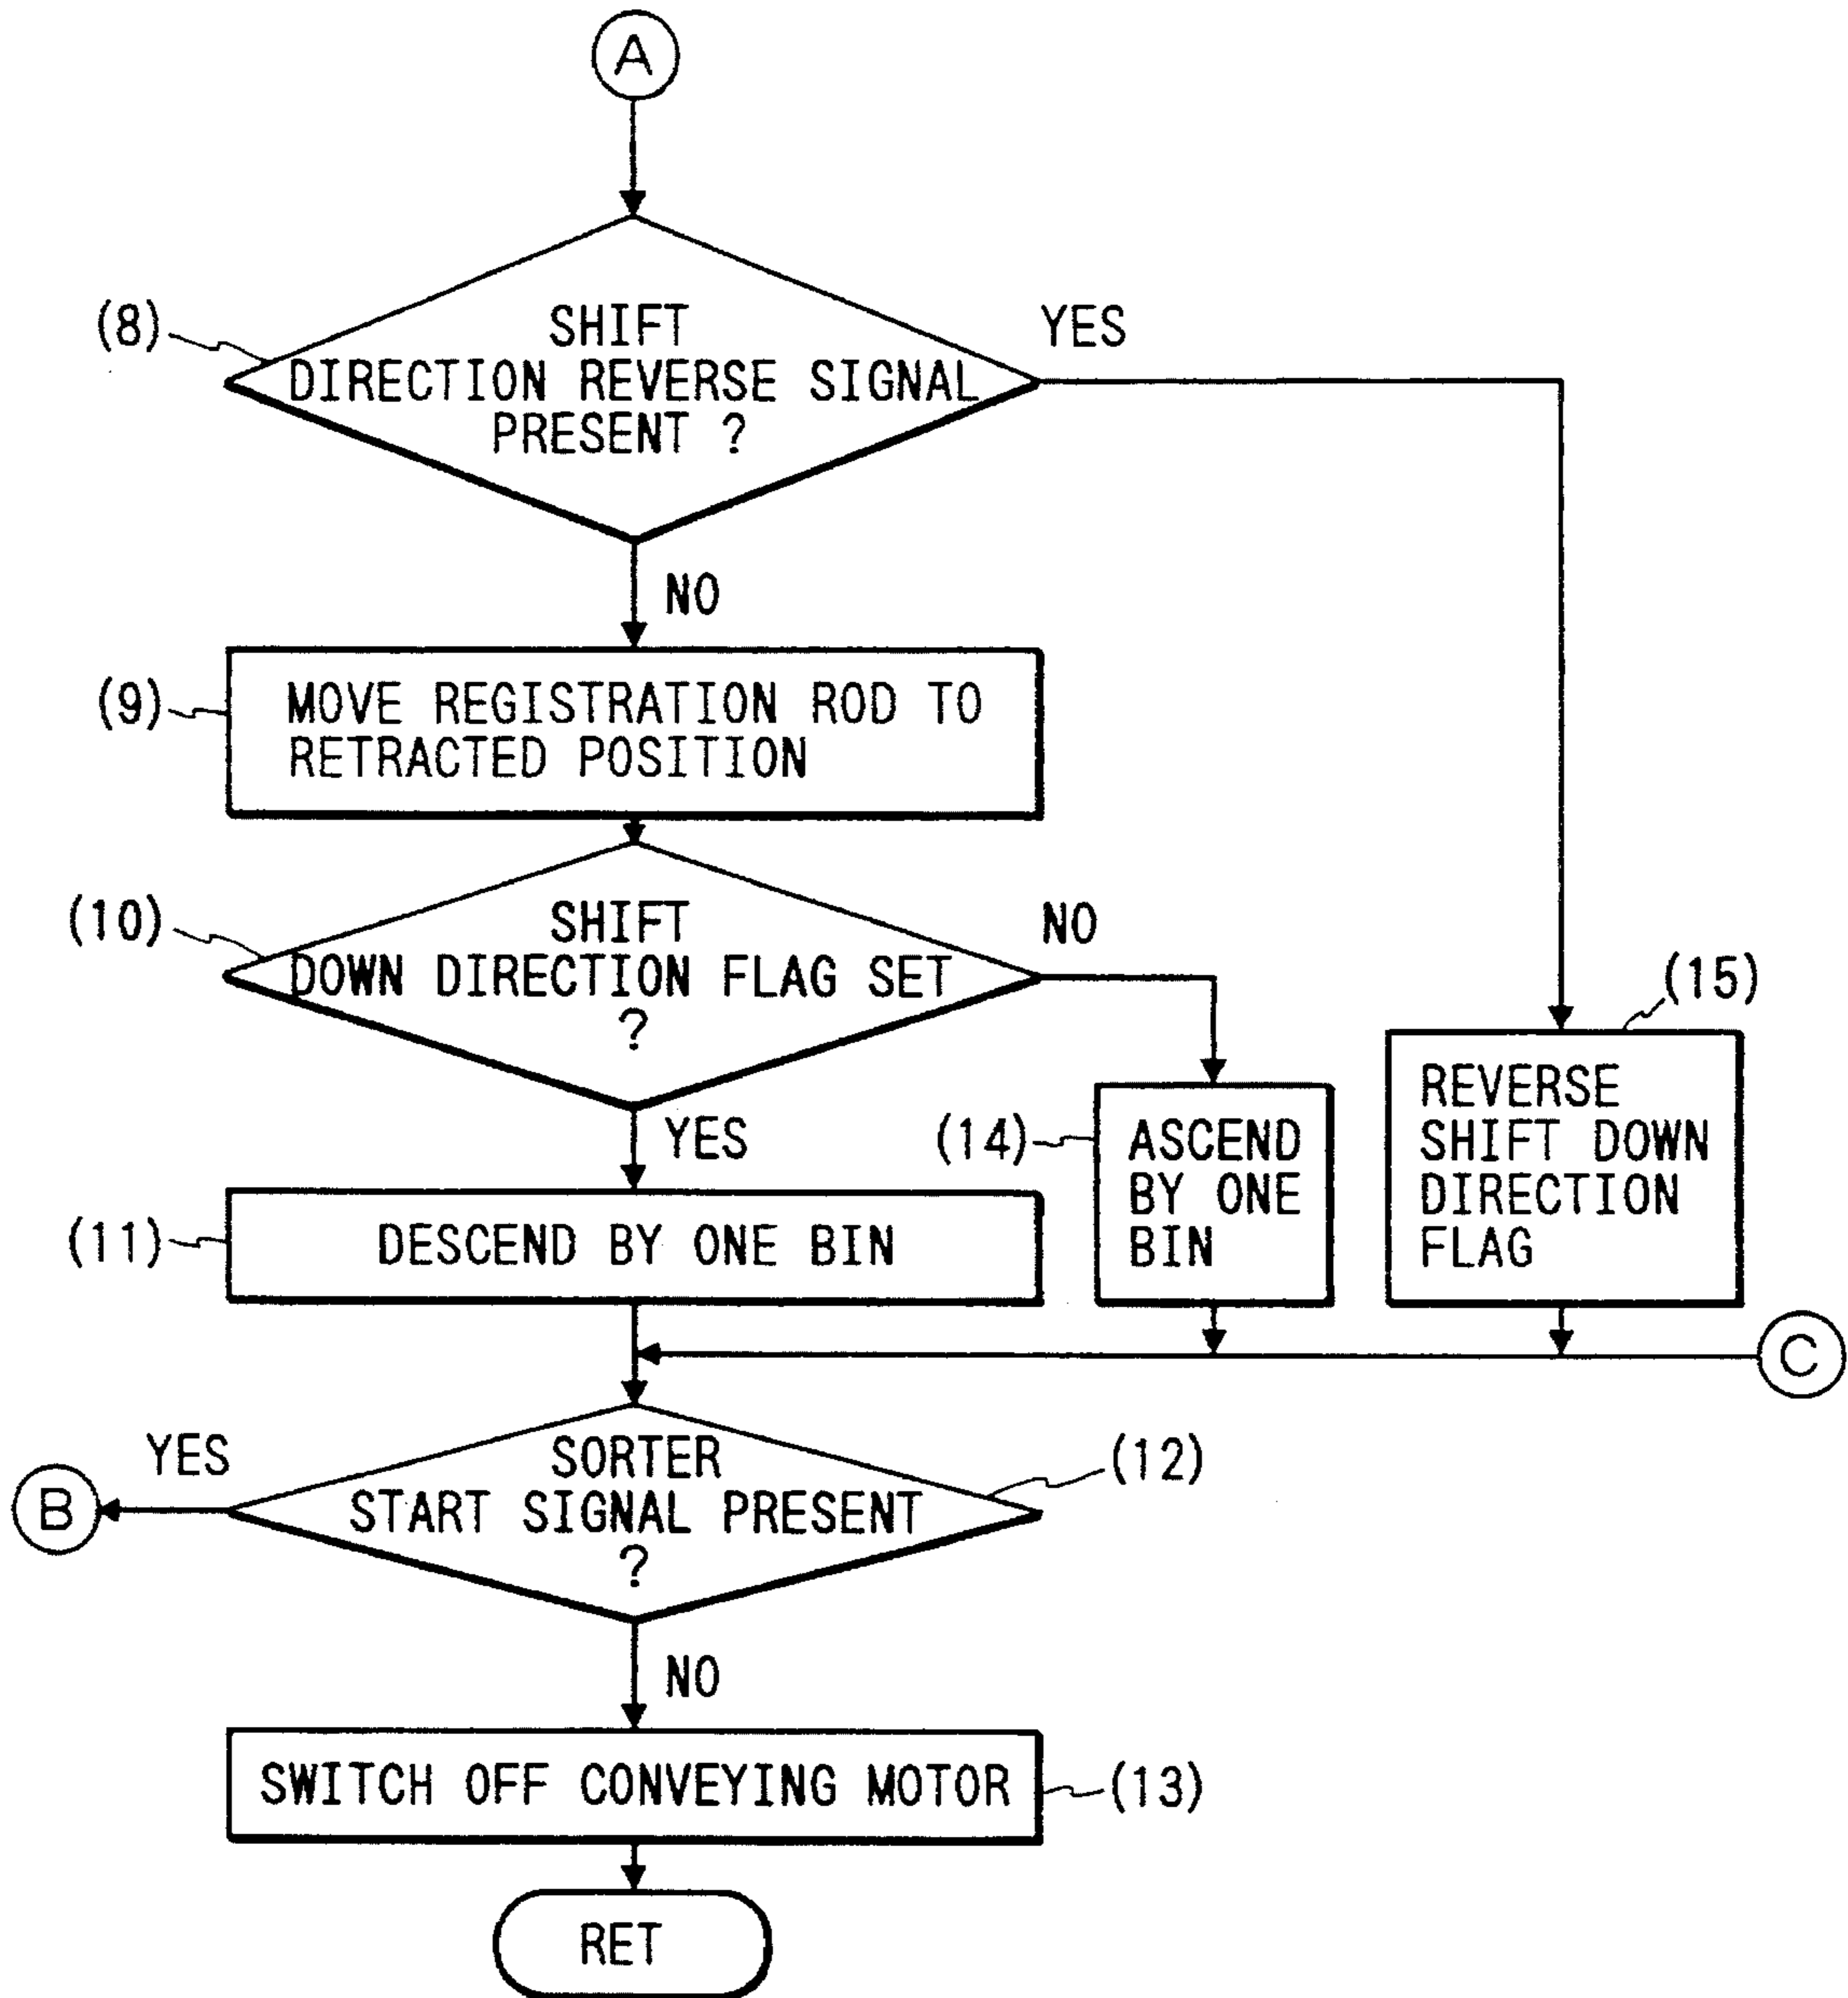 A
(8)
SHIFT
DIRECTION REVERSE SIGNAL
PRESENT ?
YES
NO
(9)
MOVE REGISTRATION ROD TO
RETRACTED POSITION
(10)
SHIFT
DOWN DIRECTION FLAG SET
?
NO
YES
(11)
DESCEND BY ONE BIN
(14)
ASCEND
BY ONE
BIN
(15)
REVERSE
SHIFT DOWN
DIRECTION
FLAG
C
(12)
SORTER
START SIGNAL PRESENT
?
YES
B
NO
SWITCH OFF CONVEYING MOTOR
(13)
RET